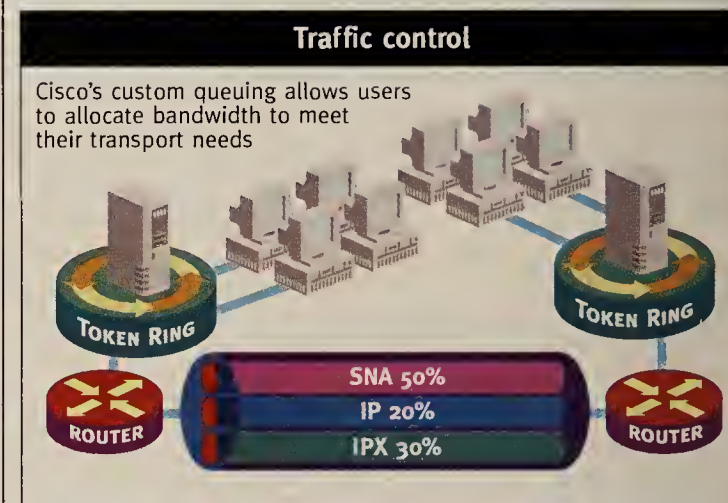 Traffic control
Cisco's custom queuing allows users
to allocate bandwidth to meet
their transport needs
TOKEN RING
TOKEN RING
SNA 50%
IP 20%
IPX 30%
ROUTER
ROUTER